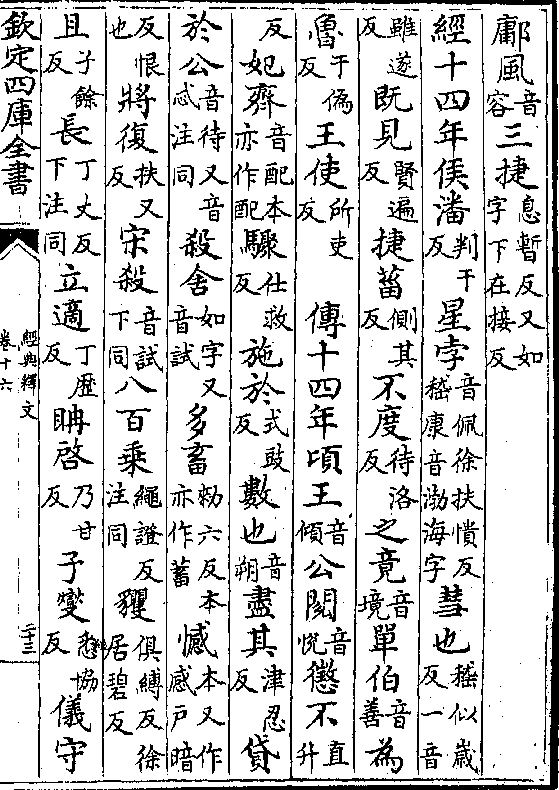 鄘風音容三捷息暫反又如字下在接反
經十四年侯潘判干反星孛音佩徐扶憒反嵇康音渤海字彗也嵇似嵗反一音
雖遂反既見賢遍反捷菑側其反不度待洛反之竟音境單伯音善為
魯于偽反王使所吏反　傳十四年頃王音傾公閱音悅懲不直升
反妃齊音配本亦作配驟仕救反施於式豉反數也音朔盡其津忍反貸
於公音待又音忒注同殺舍如字又音試多畜勑六反本亦作蓄憾本又作感戶暗
反恨也將復扶又反宋殺音試下同八百乘繩證反注同貜俱縛反徐居碧反
且子餘反長丁丈反下注同立適丁歷反聃啓乃甘反子燮悉協反儀守
欽定四庫全書
經典釋文
卷十六
二十三